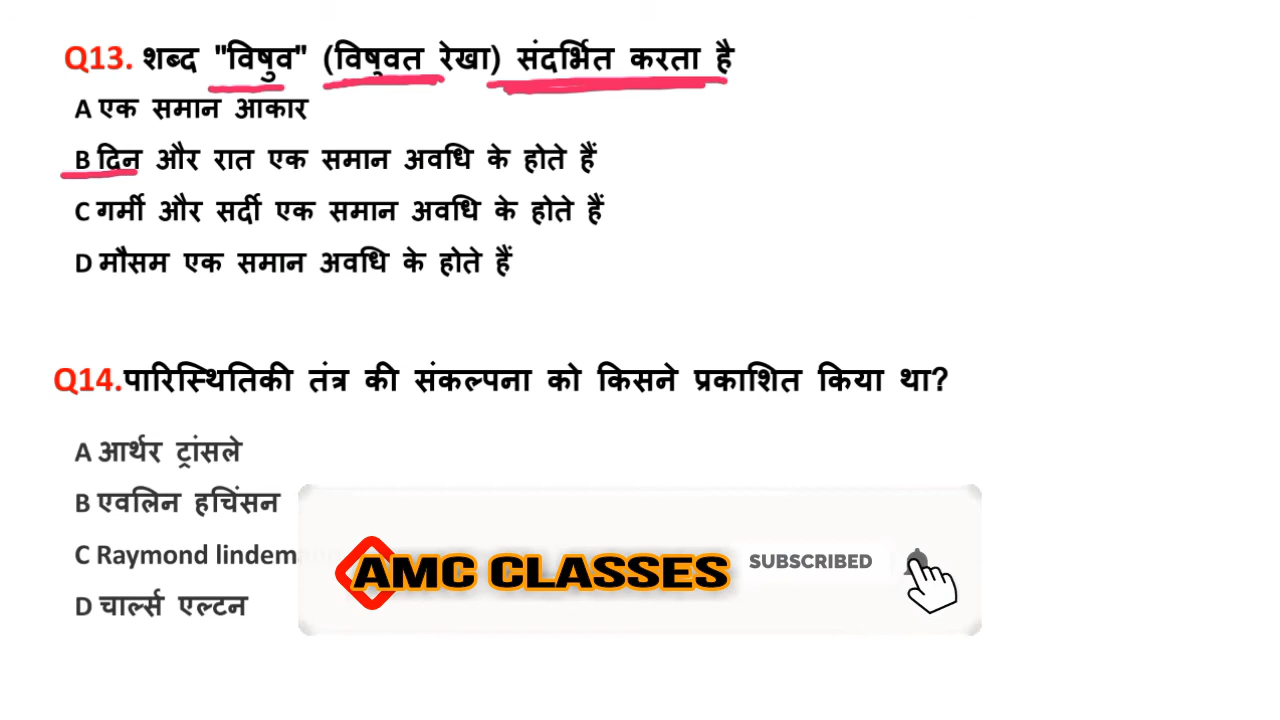 Q13. शब्द "विषुव" (विषुवत रेखा) संदर्भित करता है
A एक समान आकार
B दिन और रात एक समान अवधि के होते हैं
C गर्मी और सर्दी एक समान अवधि के होते हैं
D मौसम एक समान अवधि के होते हैं
Q14.पारिस्थितिकी तंत्र की संकल्पना को किसने प्रकाशित किया था?
A आर्थर ट्रांसले
B एवलिन हचिंसन
C Raymond
D चार्ल्स एल्टन
AMC CLASSES
SUBSCRIBED